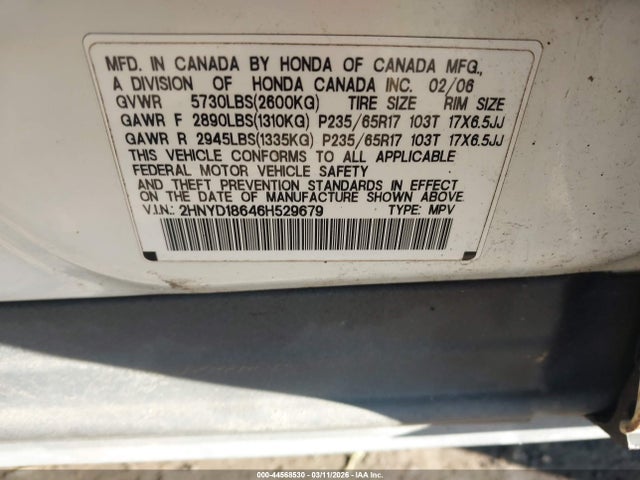 MFD. IN CANADA BY HONDA OF CANADA MFG.,
A DIVISION OF HONDA CANADA INC. 02/06
GVWR 5730LBS(2600KG) TIRE SIZE RIM SIZE
GAWR F 2890LBS(1310KG) P235/65R17 103T 17X6.5JJ
GAWR R 2945LBS(1335KG) P235/65R17 103T 17X6.5JJ
THIS VEHICLE CONFORMS TO ALL APPLICABLE
FEDERAL MOTOR VEHICLE SAFETY
AND THEFT PREVENTION STANDARDS IN EFFECT
ON THE DATE OF MANUFACTURE SHOWN ABOVE.
V.I.N.: 2HNYD18646H529679 TYPE: MPV
000-44568530 - 03/11/2026 - IAA Inc.